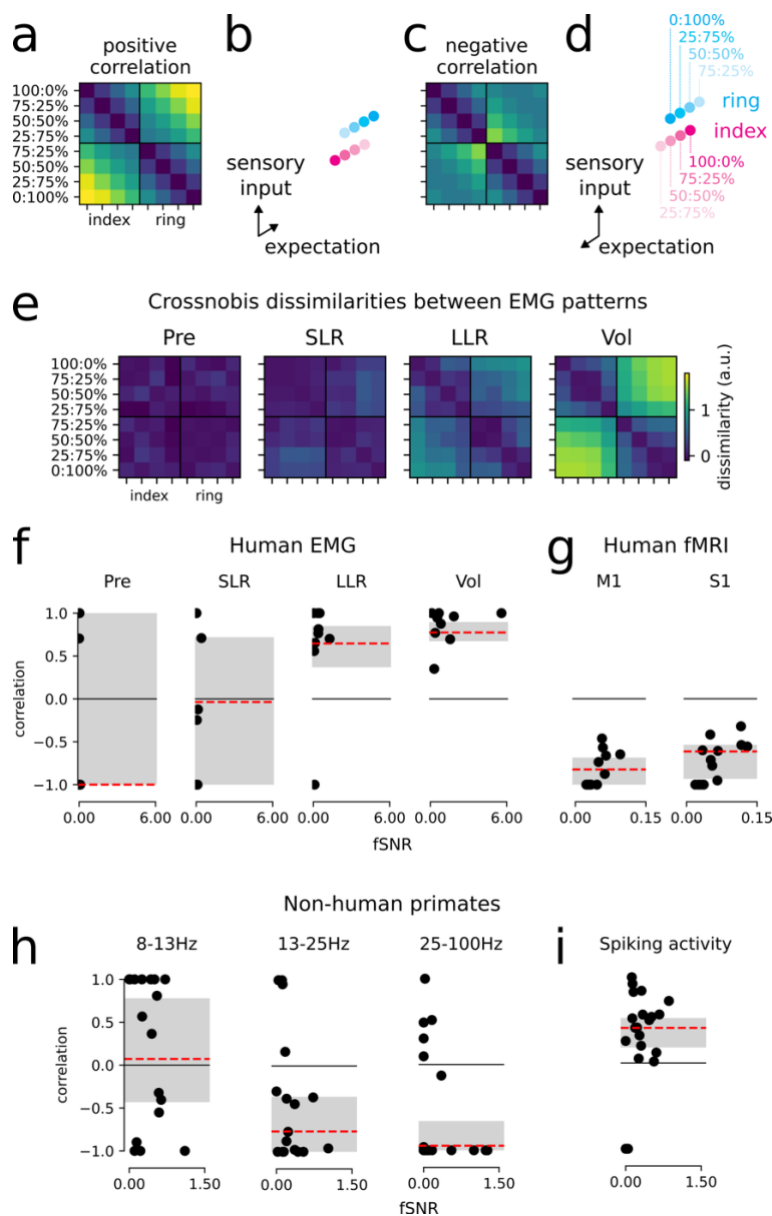 a
positive
correlation
100:0%
75:25%
50:50%
25:75%
75:25%
50:50%
25:75%
0:100%
index ring
b
sensory
input
expectation
c
negative
correlation
d
0:100%
25:75%
50:50%
75:25%
ring
index
100:0%
75:25%
50:50%
25:75%
sensory
input
expectation
e
Crossnobis dissimilarities between EMG patterns
Pre SLR LLR Vol
100:0%
75:25%
50:50%
25:75%
75:25%
50:50%
25:75%
0:100%
index ring
1
0
dissimilarity (a.u.)
f
Human EMG
Pre SLR LLR Vol
correlation
1.0
0.5
0.0
−0.5
−1.0
0.00 6.00 0.00 6.00 0.00 6.00 0.00 6.00
fSNR
g
Human fMRI
M1 S1
0.00 0.15 0.00 0.15
Non-human primates
h
8-13Hz 13-25Hz 25-100Hz
correlation
1.0
0.5
0.0
−0.5
−1.0
0.00 1.50 0.00 1.50 0.00 1.50
fSNR
i
Spiking activity
0.00 1.50